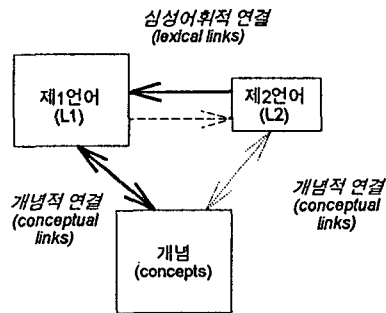 심성어휘적 연결
(lexical links)
제1언어
(L1)
제2언어
(L2)
개념적 연결
(conceptual
links)
개념적 연결
(conceptual
links)
개념
(concepts)